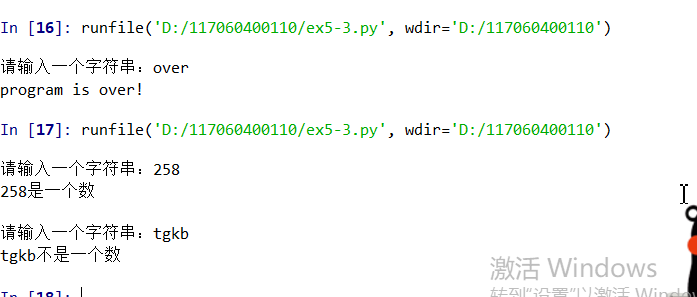 In [16]: runfile('D:/117060400110/ex5-3.py', wdir='D:/117060400110')
请输入一个字符串：over
program is over!
In [17]: runfile('D:/117060400110/ex5-3.py', wdir='D:/117060400110')
请输入一个字符串：258
258是一个数
请输入一个字符串：tgkb
tgkb不是一个数
激活 Windows
转到"设置"以激活 Windo
In [18]: